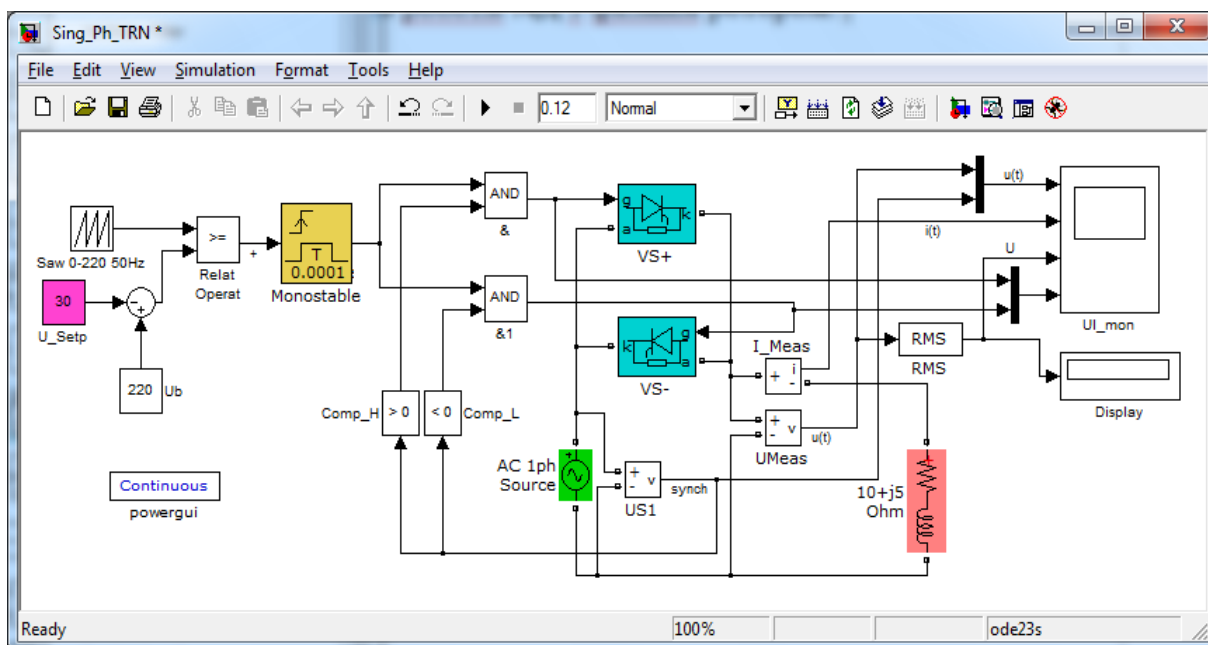 Sing_Ph_TRN *
File Edit View Simulation Format Tools Help
0.12 Normal
Saw 0-220 50Hz
30
U_Setp
-
+
220
Ub
>=
Relat
Operat
+
T
0.0001
Monostable
AND
&
AND
&1
g
k
a
VS+
k
g
a
VS-
Comp_H
> 0
< 0
Comp_L
Continuous
powergui
AC 1ph
Source
+
+
-
v
US1
synch
I_Meas
+
i
-
+
-
v
UMeas
u(t)
RMS
RMS
u(t)
i(t)
U
UI_mon
Display
+
10+j5
Ohm
Ready 100% ode23s